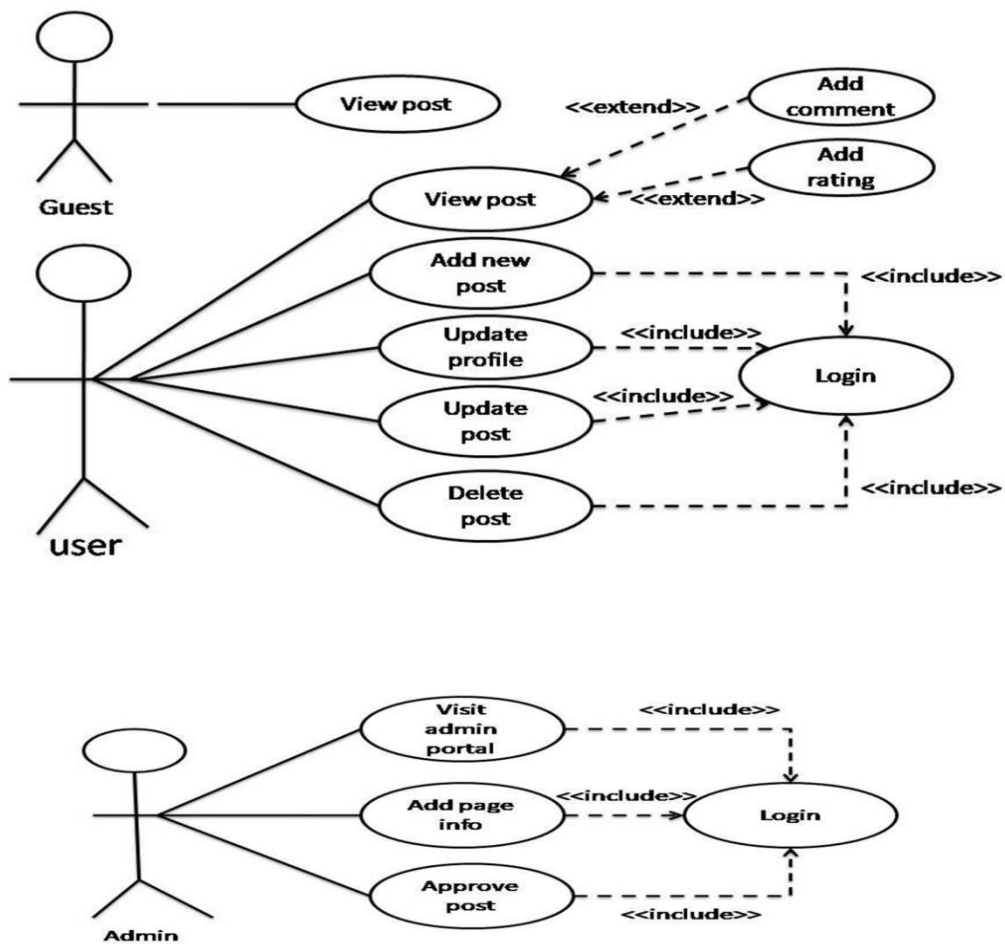 View post
Guest
<<extend>>
Add
comment
View post
<<extend>>
Add
rating
Add new
post
<<include>>
Update
profile
<<include>>
Login
Update
post
<<include>>
Delete
post
<<include>>
user
Visit
admin
portal
<<include>>
Add page
info
<<include>>
Login
Approve
post
<<include>>
Admin